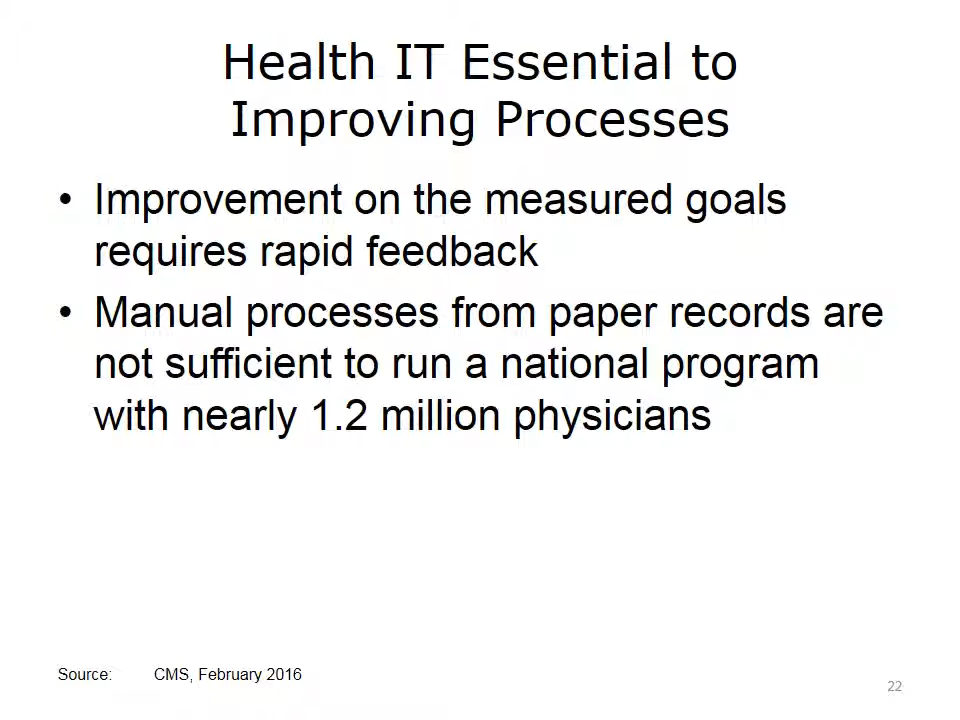 Health IT Essential to
Improving Processes
• Improvement on the measured goals
requires rapid feedback
• Manual processes from paper records are
not sufficient to run a national program
with nearly 1.2 million physicians
Source: CMS, February 2016
22